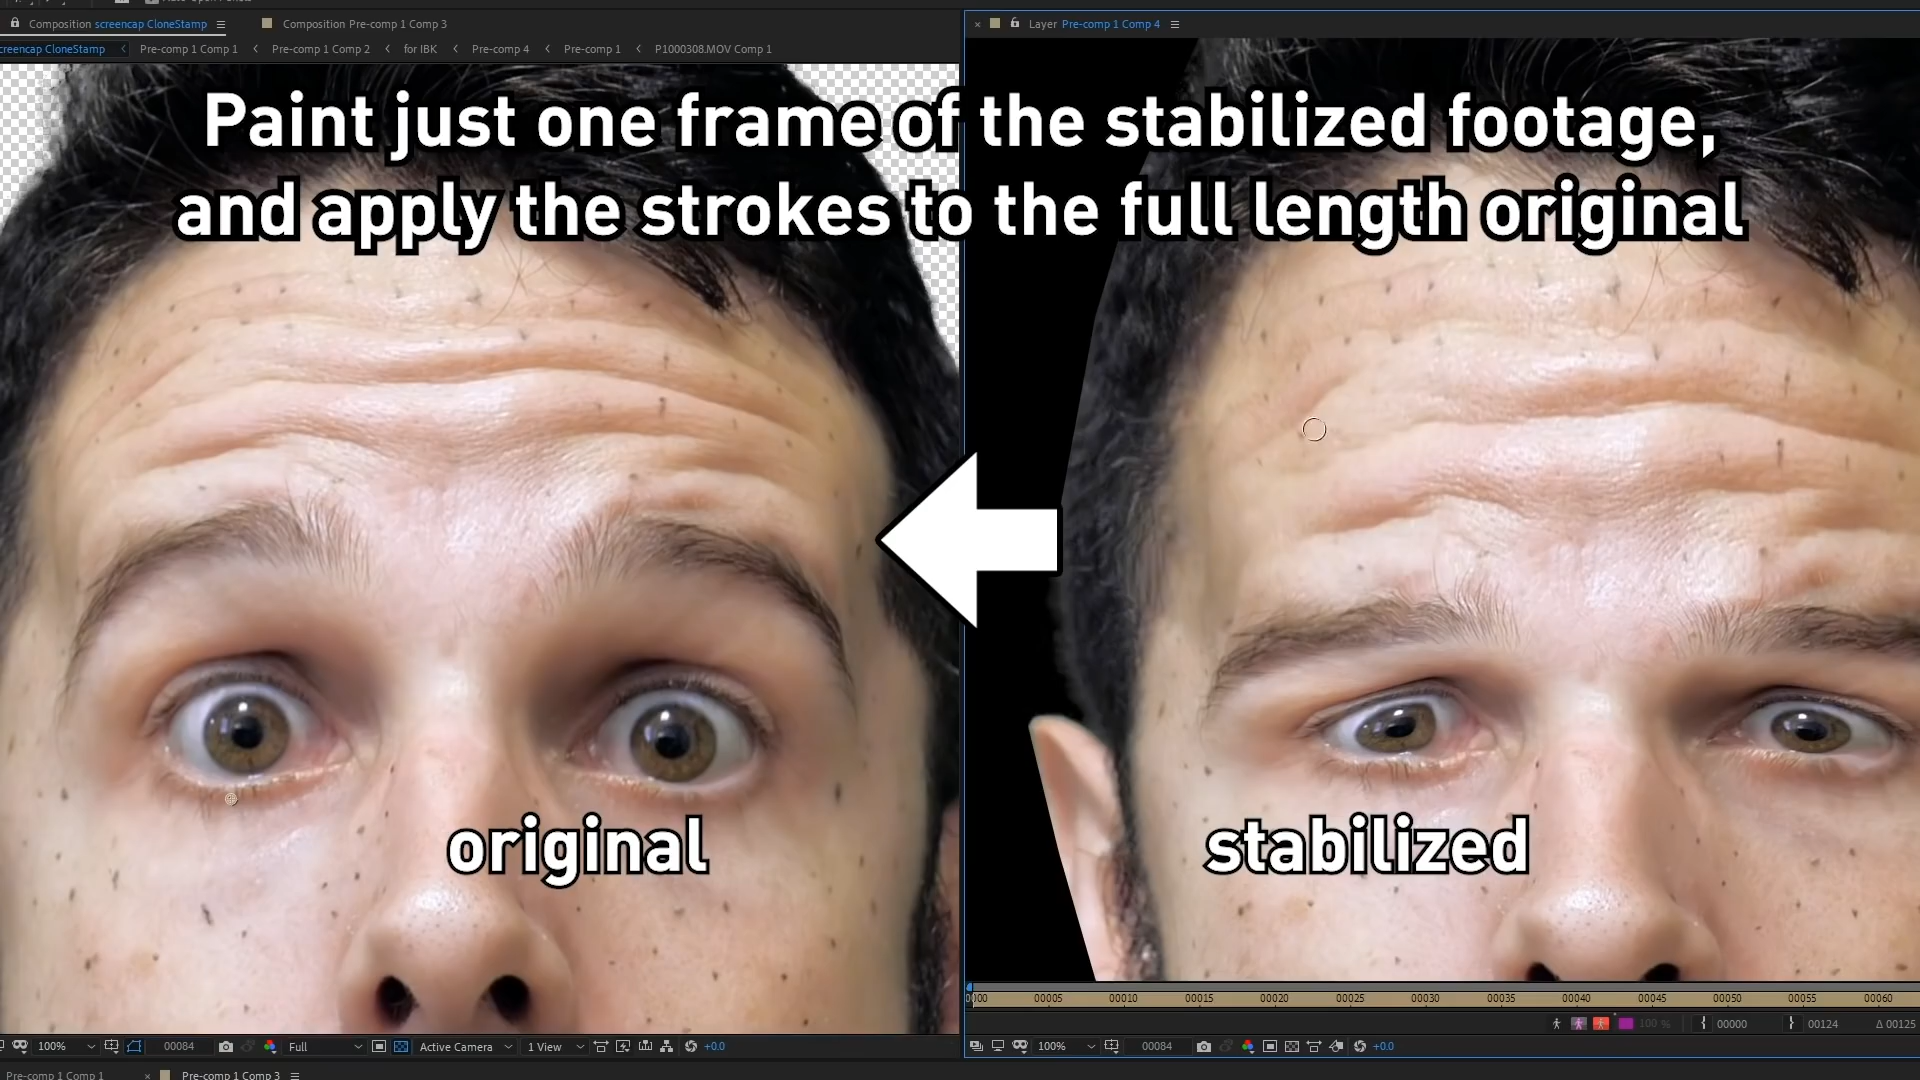 Composition screencap CloneStamp
Composition Pre-comp 1 Comp 3
Layer Pre-comp 1 Comp 4
CloneStamp Pre-comp 1 Comp 1 Pre-comp 1 Comp 2 for IBK Pre-comp 4 Pre-comp 1 P1000308.MOV Comp 1
Paint just one frame of the stabilized footage,
and apply the strokes to the full length original
original
stabilized
00005 00010 00015 00020 00025 00030 00035 00040 00045 00050 00055 00060
100 % 00000 00124 Δ 00125
100% 00084 Full Active Camera 1 View +0.0
100% 00084 +0.0
Pre-comp 1 Comp 1 Pre-comp 1 Comp 3